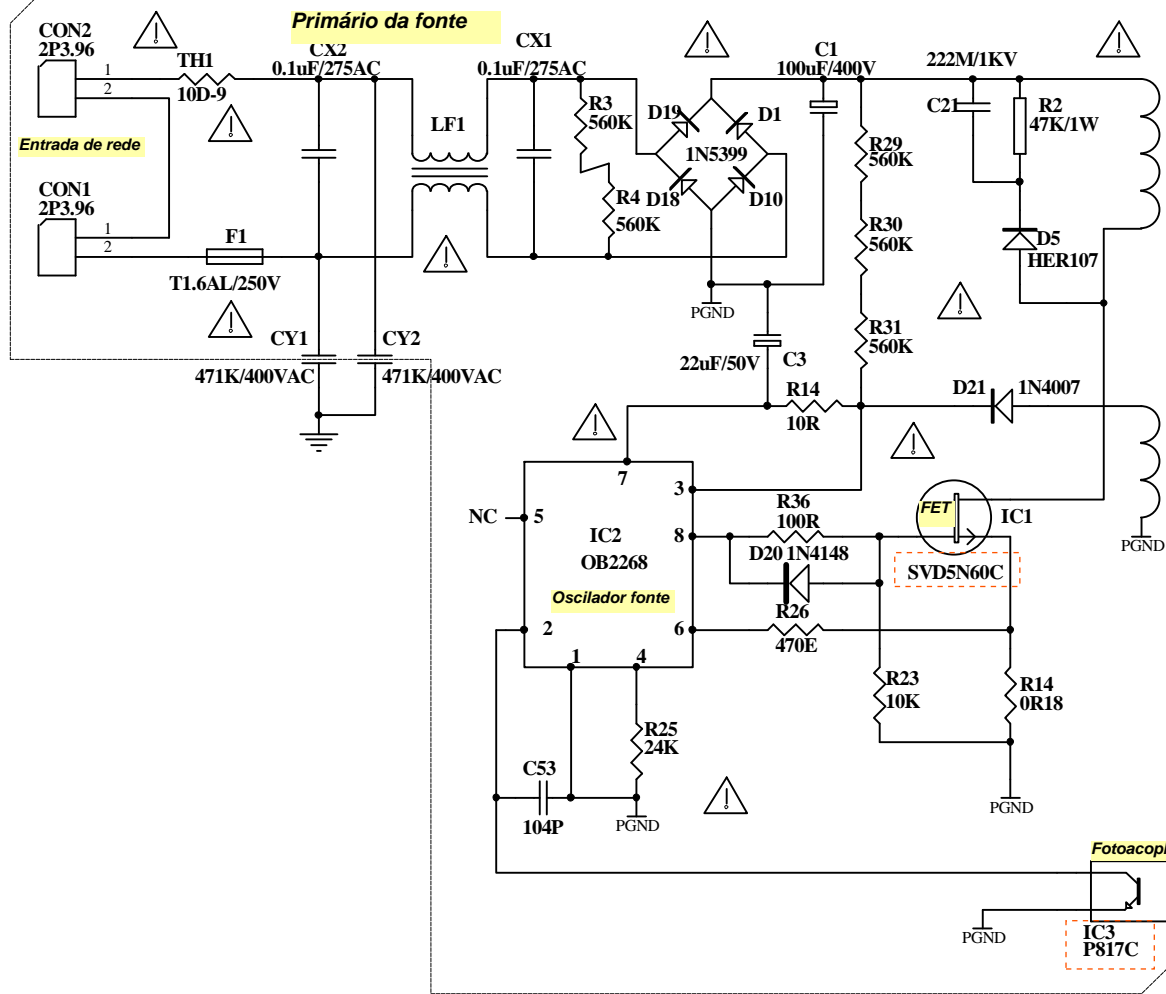 Primário da fonte
CON2
2P3.96
1
2
TH1
10D-9
CX2
0.1uF/275AC
CX1
0.1uF/275AC
C1
100uF/400V
222M/1KV
Entrada de rede
LF1
R3
560K
D19
D1
1N5399
D18
D10
R29
560K
C21
R2
47K/1W
CON1
2P3.96
1
2
F1
T1.6AL/250V
R4
560K
R30
560K
D5
HER107
PGND
CY1
471K/400VAC
CY2
471K/400VAC
22uF/50V
C3
R31
560K
R14
10R
D21
1N4007
7
3
NC
5
IC2
OB2268
8
R36
100R
FET
IC1
PGND
D20
1N4148
SVD5N60C
Oscilador fonte
2
6
R26
470E
1
4
R23
10K
R14
0R18
R25
24K
C53
104P
PGND
PGND
Fotoacopl
PGND
IC3
P817C